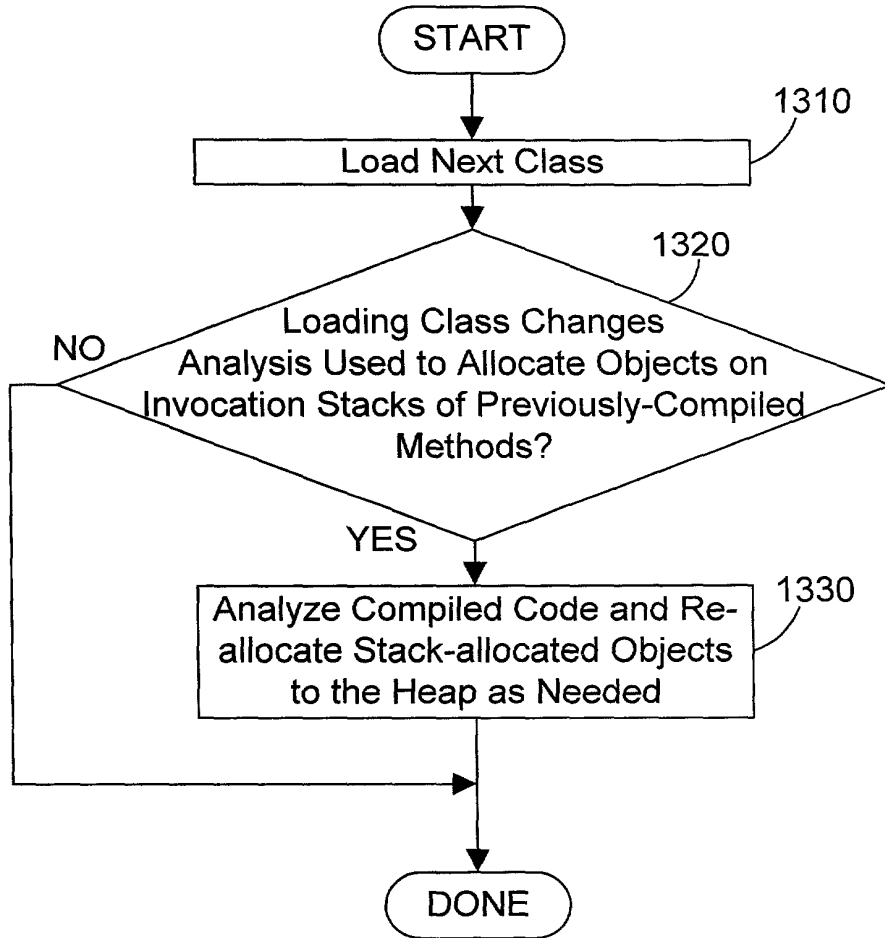 START
1310
Load Next Class
1320
Loading Class Changes
NO
Analysis Used to Allocate Objects on
Invocation Stacks of Previously-Compiled
Methods?
YES
1330
Analyze Compiled Code and Re-
allocate Stack-allocated Objects
to the Heap as Needed
DONE